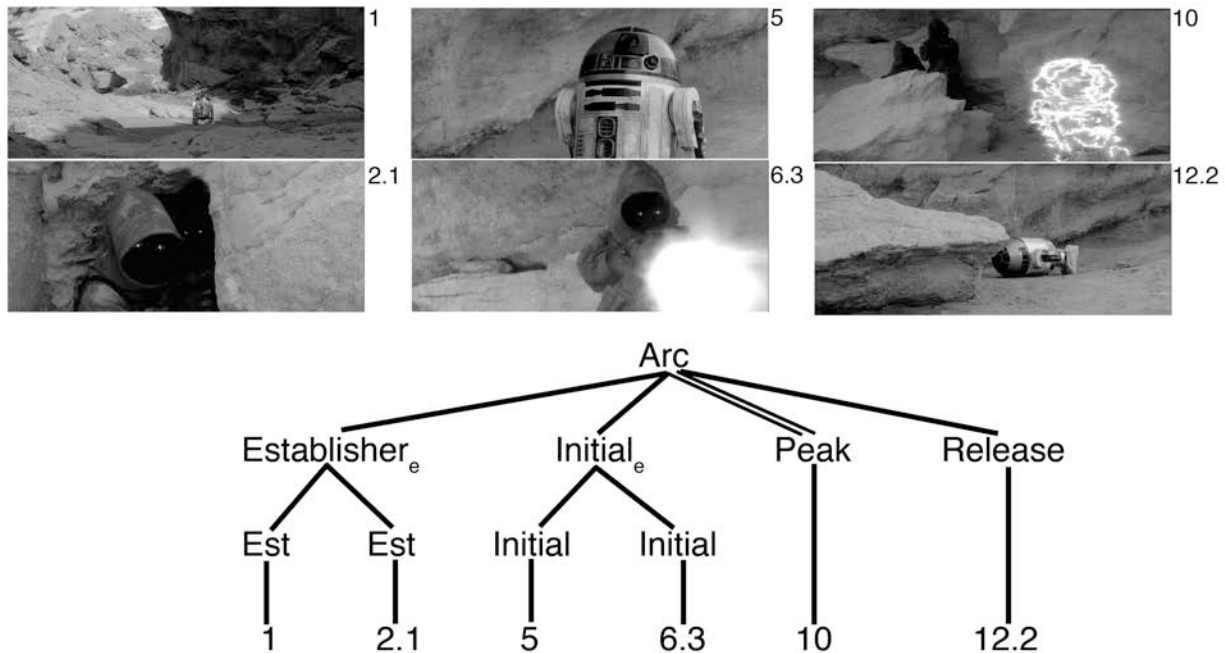 1
5
10
2.1
6.3
12.2
Arc
Establisher e Initial e Peak Release
Est Est Initial Initial
1 2.1 5 6.3 10 12.2